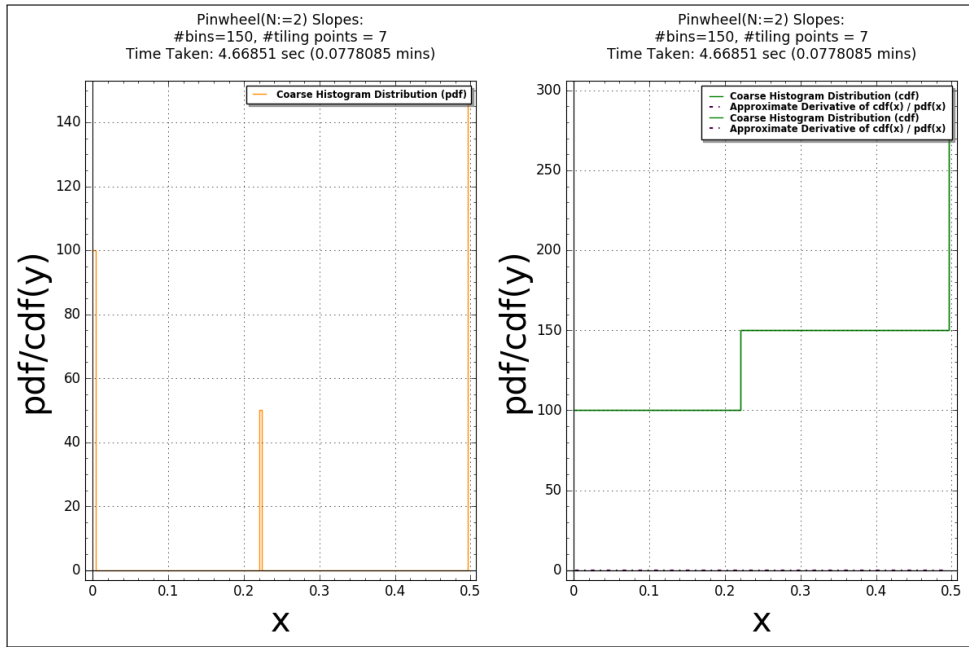 Pinwheel(N:=2) Slopes:
#bins=150, #tiling points = 7
Time Taken: 4.66851 sec (0.0778085 mins)
Coarse Histogram Distribution (pdf)
pdf/cdf(y)
140
120
100
80
60
40
20
0
0 0.1 0.2 0.3 0.4 0.5
x
Pinwheel(N:=2) Slopes:
#bins=150, #tiling points = 7
Time Taken: 4.66851 sec (0.0778085 mins)
Coarse Histogram Distribution (cdf)
Approximate Derivative of cdf(x) / pdf(x)
Coarse Histogram Distribution (cdf)
Approximate Derivative of cdf(x) / pdf(x)
pdf/cdf(y)
300
250
200
150
100
50
0
0 0.1 0.2 0.3 0.4 0.5
x